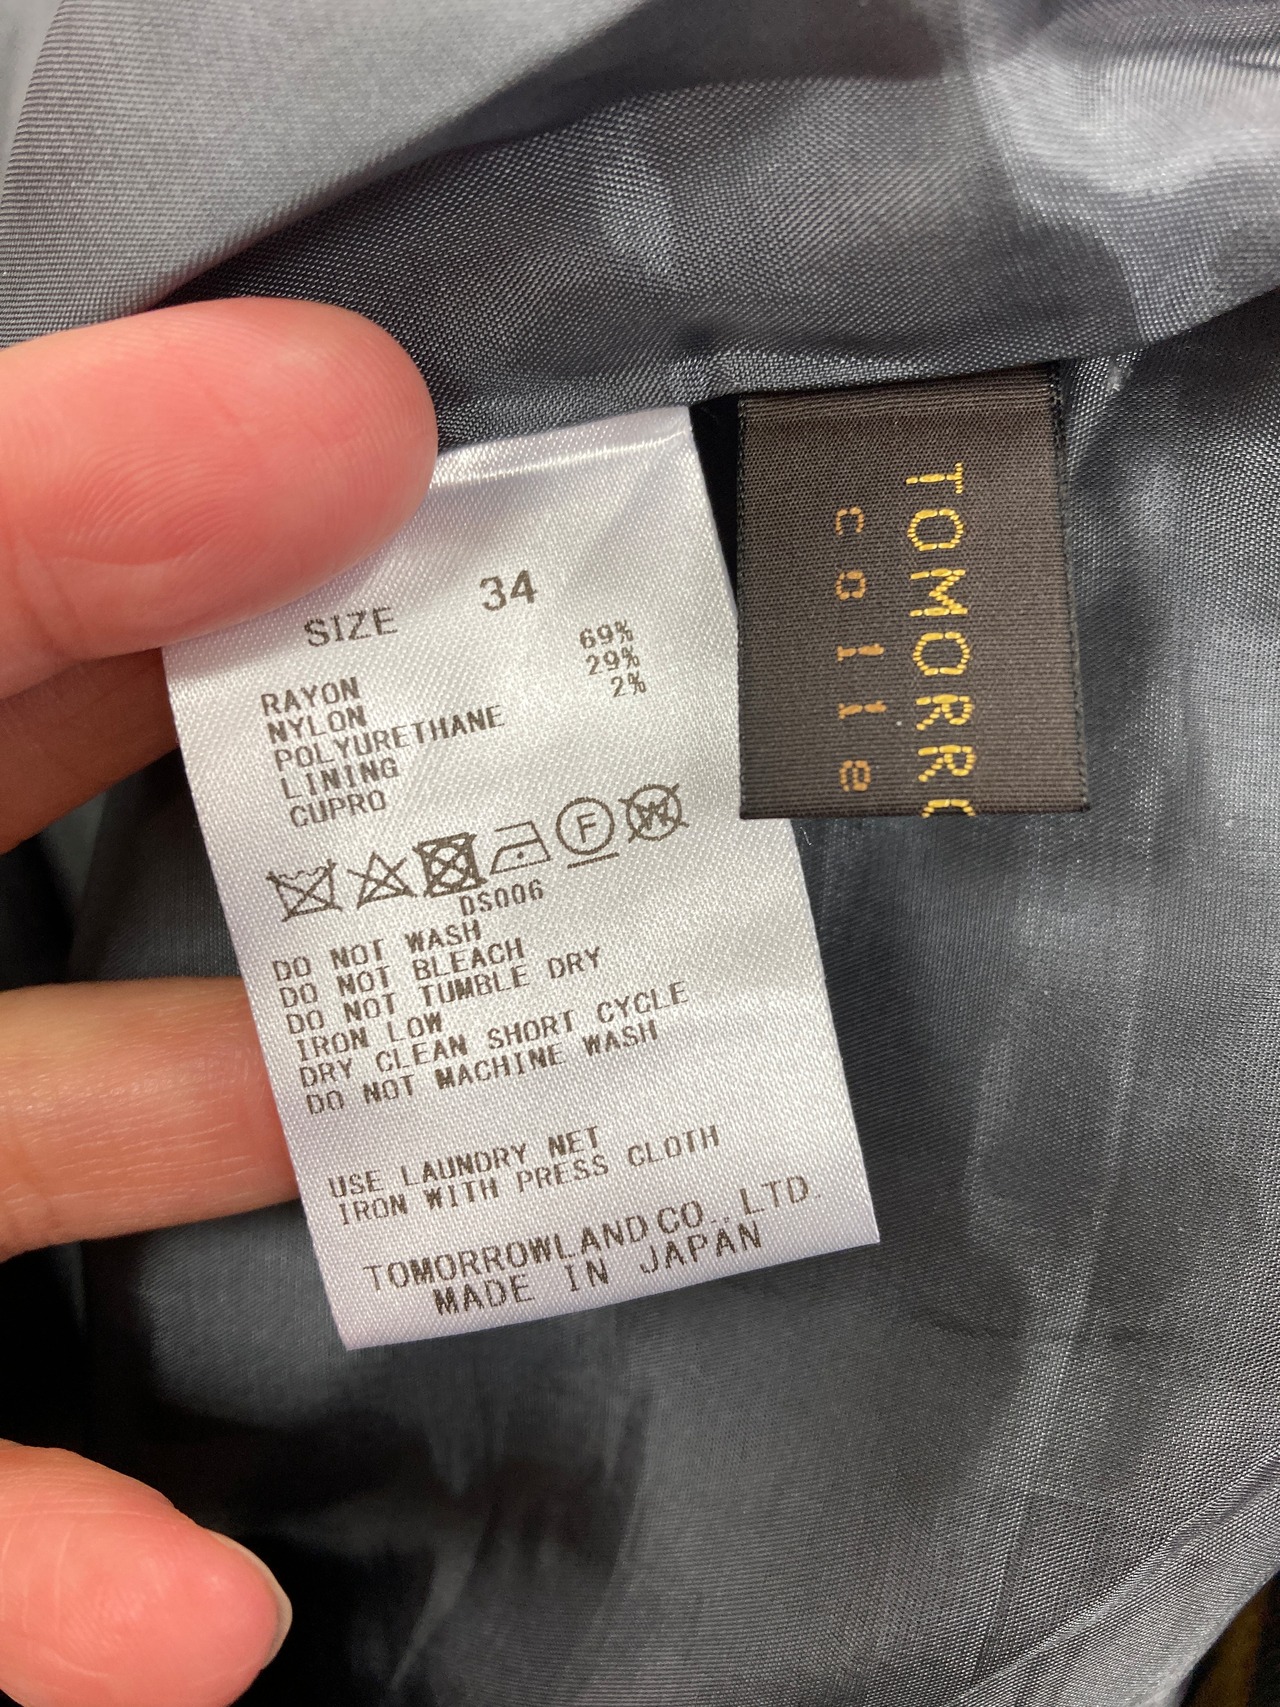 SIZE 34
RAYON 69%
NYLON 29%
POLYURETHANE 2%
LINING
CUPRO
F W
DS006
DO NOT WASH
DO NOT BLEACH
DO NOT TUMBLE DRY
IRON LOW
DRY CLEAN SHORT CYCLE
DO NOT MACHINE WASH
USE LAUNDRY NET
IRON WITH PRESS CLOTH
TOMORROWLAND CO., LTD.
MADE IN JAPAN
TOMORR
colle